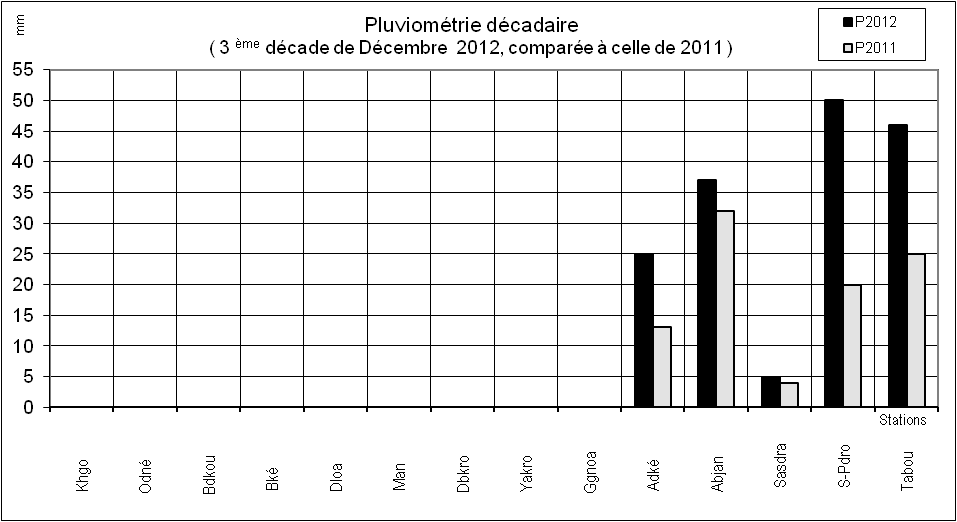 mm
Pluviométrie décadaire
( 3 ème décade de Décembre 2012, comparée à celle de 2011 )
P2012
P2011
55
50
45
40
35
30
25
20
15
10
5
0
Stations
Khgo
Odné
Bdkou
Bké
Dloa
Man
Dbkro
Yakro
Ggnoa
Adké
Abjan
Sasdra
S-Pdro
Tabou